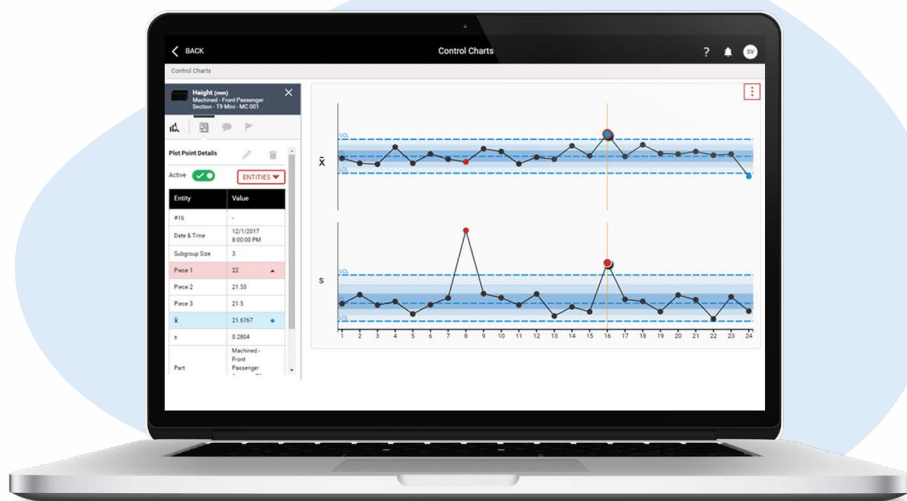 BACK
Control Charts
?
SV
Control Charts
Height (mm)
Machined - Front Passenger
Section - T9 Mini - MC 001
Plot Point Details
Active
ENTITIES
Entity Value
#16 -
Date & Time 12/1/2017
8:00:00 PM
Subgroup Size 3
Piece 1 22
Piece 2 21.53
Piece 3 21.5
x̄ 21.6767
s 0.2804
Part Machined -
Front
Passenger
x̄
UCL
LCL
s
UCL
LCL
1 2 3 4 5 6 7 8 9 10 11 12 13 14 15 16 17 18 19 20 21 22 23 24